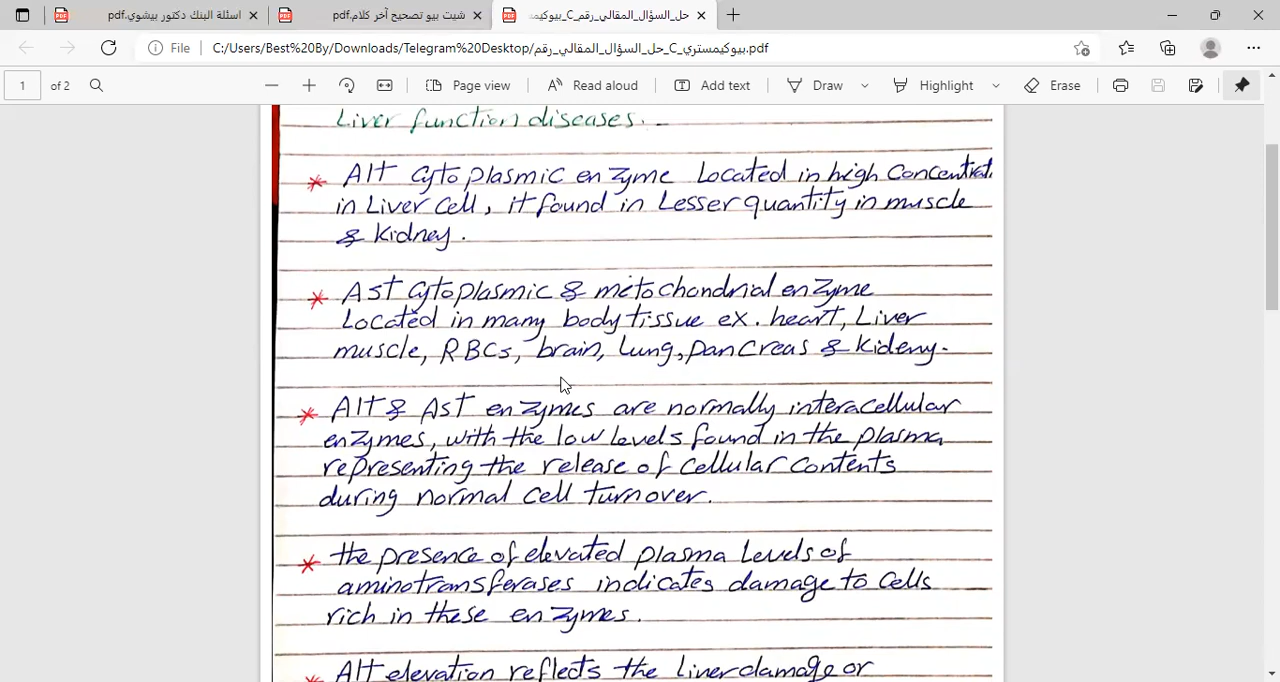 اسئلة البنك دكتور بيشوي.pdf
شيت بيو تصحيح آخر كلام.pdf
حل_السؤال_المقالي_رقم_C_بيوكيمـ
File
C:/Users/Best%20By/Downloads/Telegram%20Desktop/حل_السؤال_المقالي_رقم_C_بيوكيمستري.pdf
1 of 2
Page view
Read aloud
Add text
Draw
Highlight
Erase
Liver function diseases.
* Alt Cytoplasmic enzyme Located in high Concentrat.
in Liver Cell, it found in Lesser quantity in muscle
& Kidney.
* Ast Cytoplasmic & metochondrial enzyme
Located in many body tissue ex. heart, Liver
muscle, RBCs, brain, Lung, Pancreas & Kideny.
* Alt & AsT enzymes are normally interacellular
enzymes, with the low Levels found in the plasma
representing the release of Cellular Contents
during normal Cell turnover.
* the presence of elevated plasma Levels of
aminotransferases indicates damage to Cells
rich in these enzymes.
* Alt elevation reflects the Liver damage or